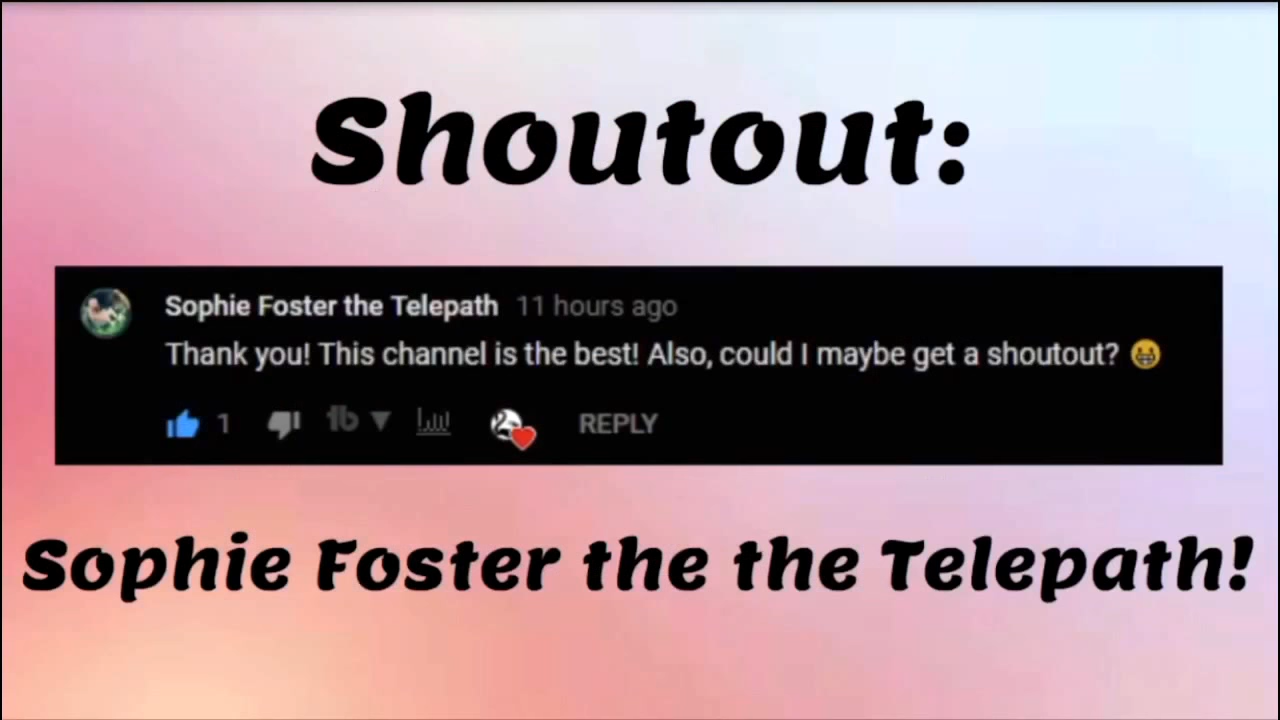 Shoutout:
Sophie Foster the Telepath 11 hours ago
Thank you! This channel is the best! Also, could I maybe get a shoutout? 😁
1 tb REPLY
Sophie Foster the the Telepath!